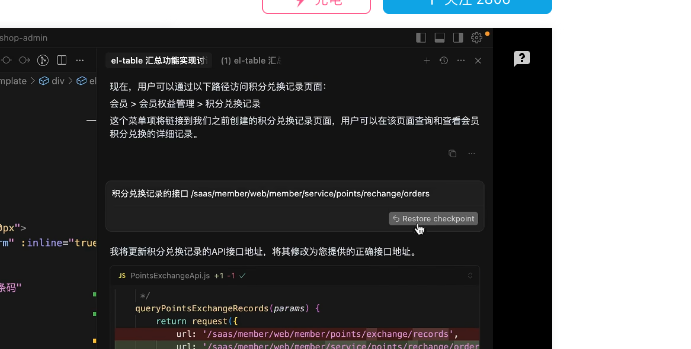 充电
+ 关注 2800
shop-admin
el-table 汇总功能实现讨
(1) el-table 汇
mplate > div > el
现在，用户可以通过以下路径访问积分兑换记录页面：
会员 > 会员权益管理 > 积分兑换记录
这个菜单项将链接到我们之前创建的积分兑换记录页面，用户可以在该页面查询和查看会员
积分兑换的详细记录。
积分兑换记录的接口 /saas/member/web/member/service/points/rechange/orders
Restore checkpoint
0px">
rm" :inline="true
我将更新积分兑换记录的API接口地址，将其修改为您提供的正确接口地址。
JS PointsExchangeApi.js +1 -1
条码"
*/
queryPointsExchangeRecords(params) {
return request({
url: '/saas/member/web/member/points/exchange/records',
url: '/saas/member/web/member/service/points/rechange/order